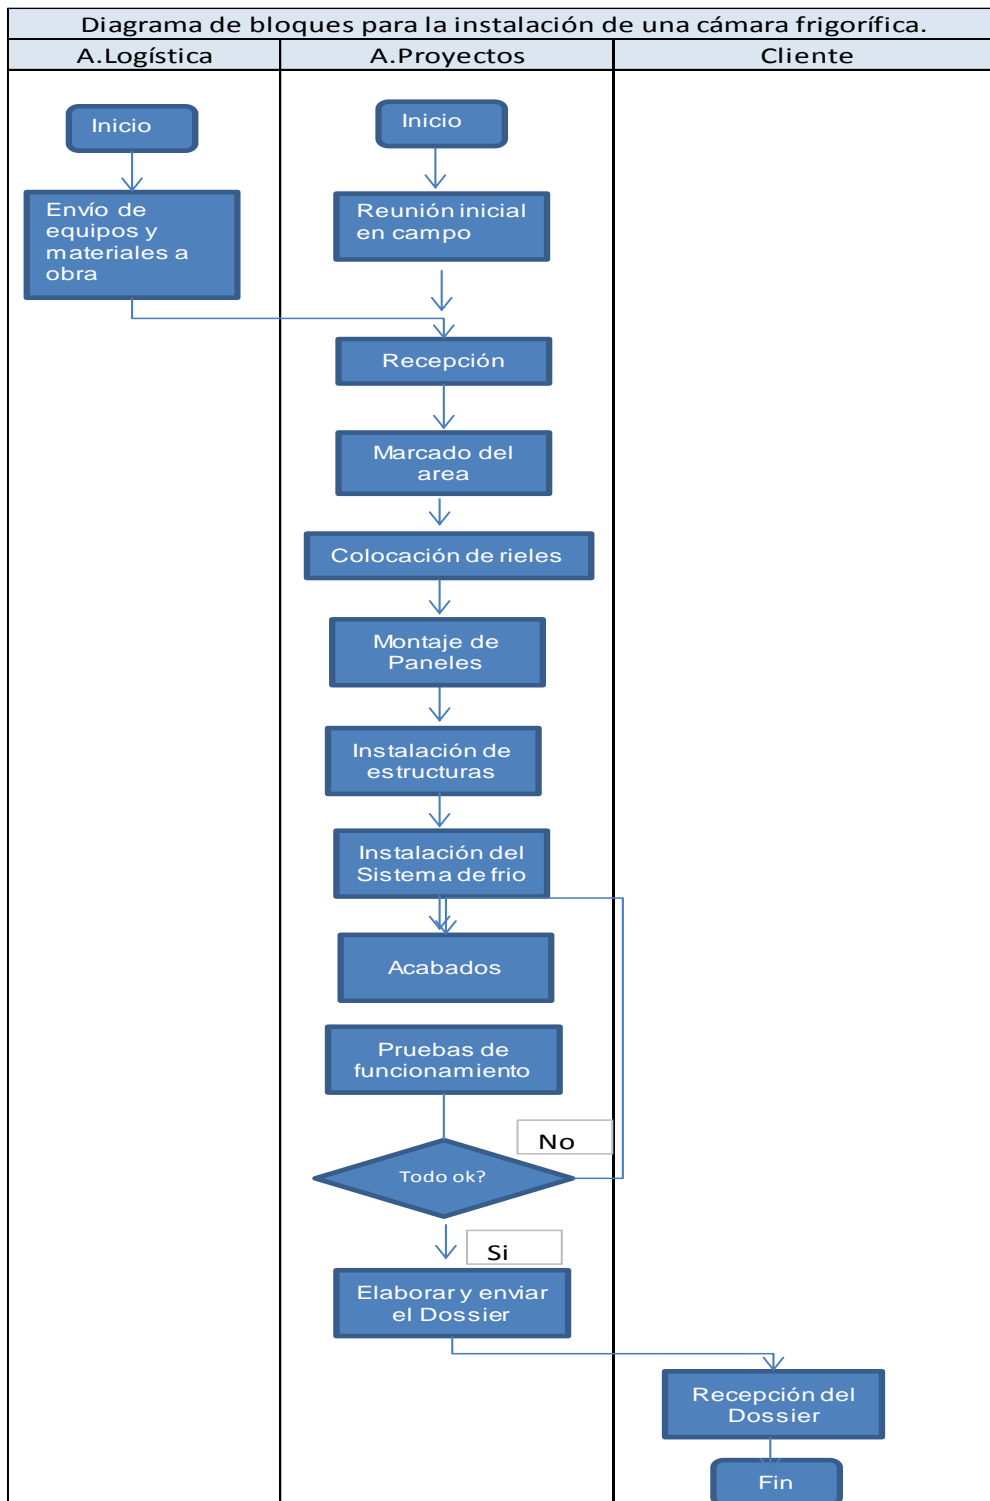 Diagrama de bloques para la instalación de una cámara frigorífica.
A.Logística
A.Proyectos
Cliente
Inicio
Inicio
Envío de
equipos y
materiales a
obra
Reunión inicial
en campo
Recepción
Marcado del
area
Colocación de rieles
Montaje de
Paneles
Instalación de
estructuras
Instalación del
Sistema de frio
Acabados
Pruebas de
funcionamiento
No
Todo ok?
Si
Elaborar y enviar
el Dossier
Recepción del
Dossier
Fin